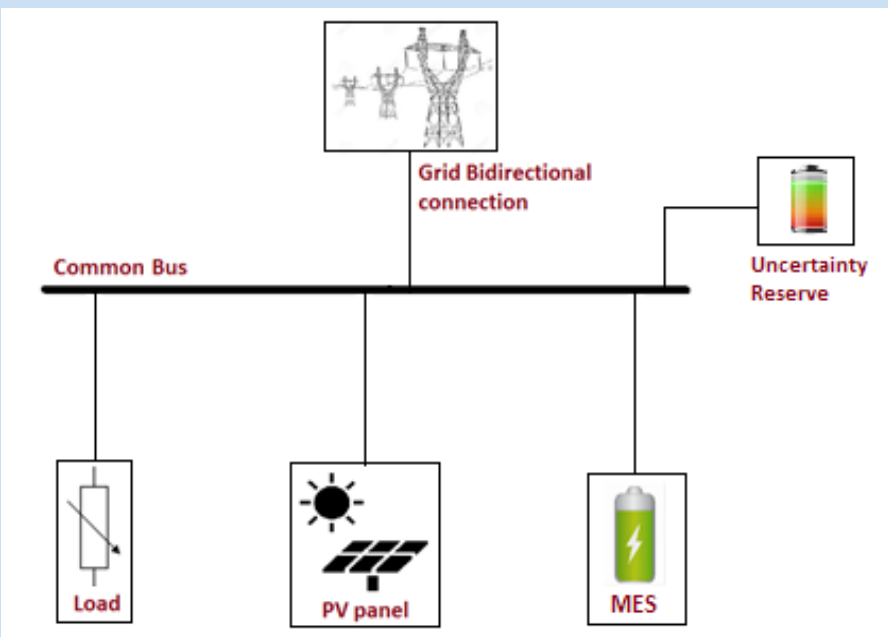 Grid Bidirectional
connection
Common Bus
Uncertainty
Reserve
Load
PV panel
MES